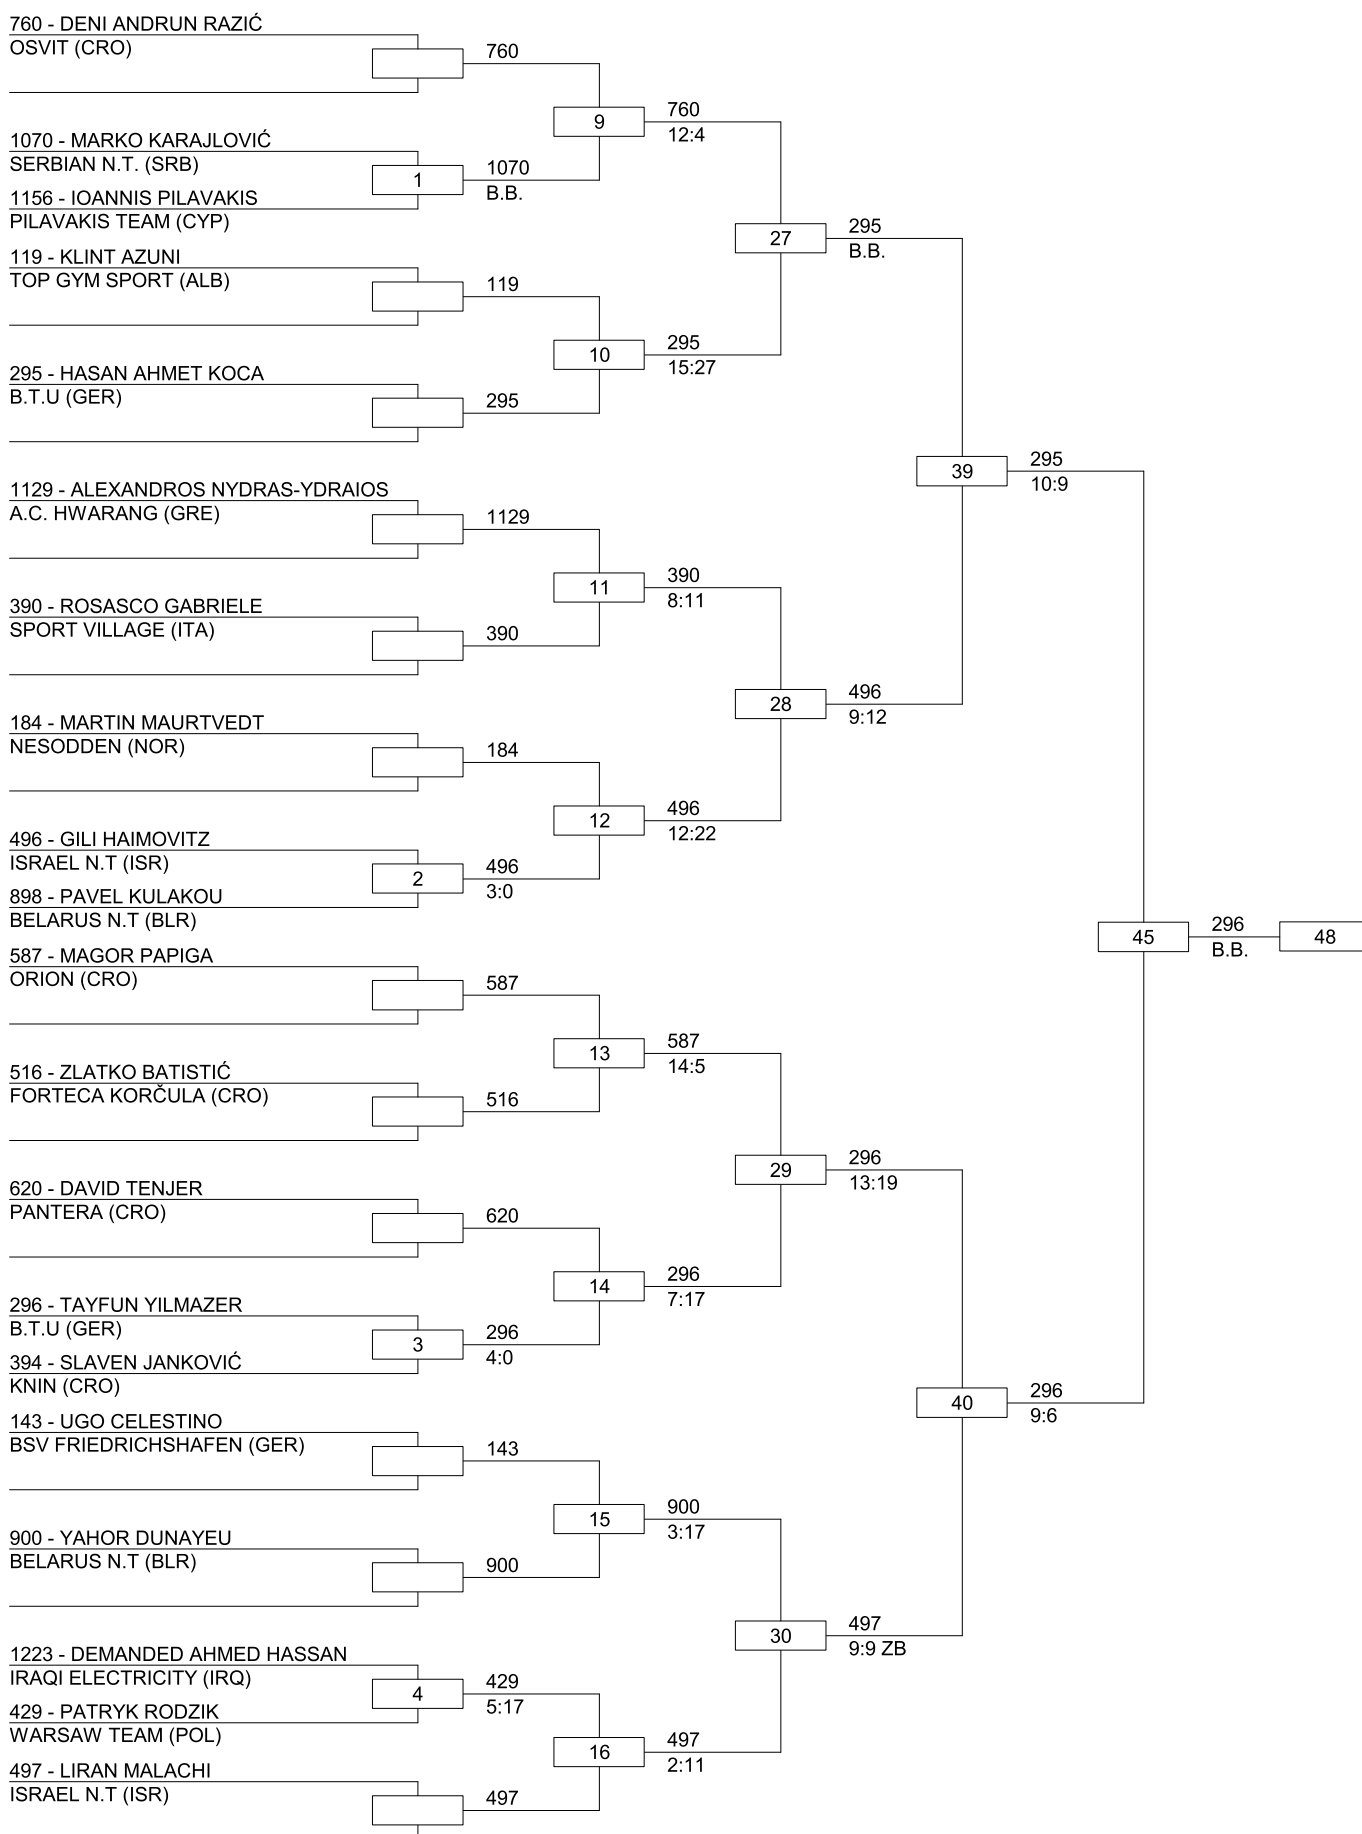 760 - DENI ANDRUN RAZIĆ
OSVIT (CRO)
760
9
760
12:4
1070 - MARKO KARAJLOVIĆ
SERBIAN N.T. (SRB)
1
1070
B.B.
1156 - IOANNIS PILAVAKIS
PILAVAKIS TEAM (CYP)
27
295
B.B.
119 - KLINT AZUNI
TOP GYM SPORT (ALB)
119
10
295
15:27
295 - HASAN AHMET KOCA
B.T.U (GER)
295
39
295
10:9
1129 - ALEXANDROS NYDRAS-YDRAIOS
A.C. HWARANG (GRE)
1129
11
390
8:11
390 - ROSASCO GABRIELE
SPORT VILLAGE (ITA)
390
28
496
9:12
184 - MARTIN MAURTVEDT
NESODDEN (NOR)
184
12
496
12:22
496 - GILI HAIMOVITZ
ISRAEL N.T (ISR)
2
496
3:0
898 - PAVEL KULAKOU
BELARUS N.T (BLR)
45
296
B.B.
48
587 - MAGOR PAPIGA
ORION (CRO)
587
13
587
14:5
516 - ZLATKO BATISTIĆ
FORTECA KORČULA (CRO)
516
29
296
13:19
620 - DAVID TENJER
PANTERA (CRO)
620
14
296
7:17
296 - TAYFUN YILMAZER
B.T.U (GER)
3
296
4:0
394 - SLAVEN JANKOVIĆ
KNIN (CRO)
40
296
9:6
143 - UGO CELESTINO
BSV FRIEDRICHSHAFEN (GER)
143
15
900
3:17
900 - YAHOR DUNAYEU
BELARUS N.T (BLR)
900
30
497
9:9 ZB
1223 - DEMANDED AHMED HASSAN
IRAQI ELECTRICITY (IRQ)
4
429
5:17
429 - PATRYK RODZIK
WARSAW TEAM (POL)
16
497
2:11
497 - LIRAN MALACHI
ISRAEL N.T (ISR)
497